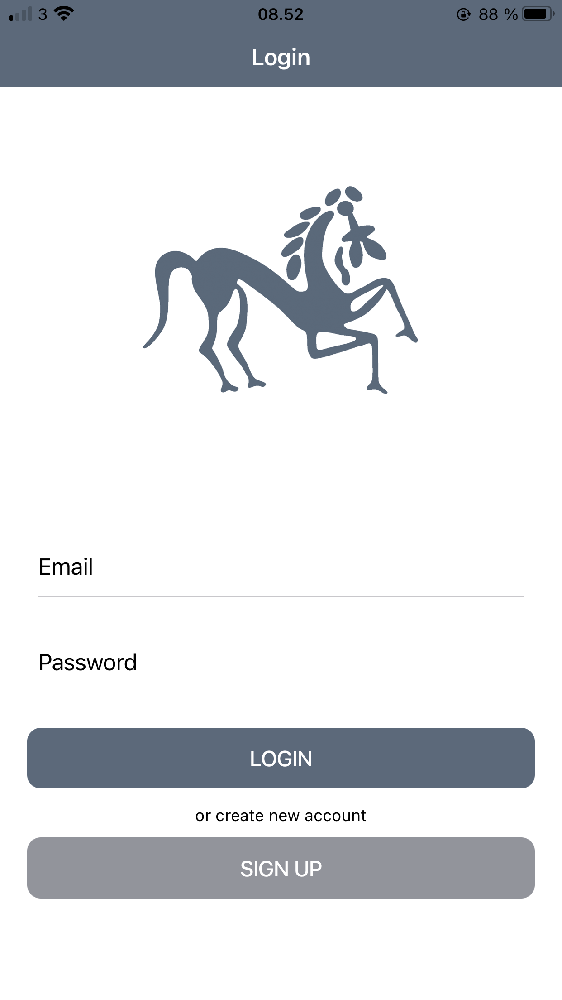 3 08.52 88 %
Login
Email
Password
LOGIN
or create new account
SIGN UP